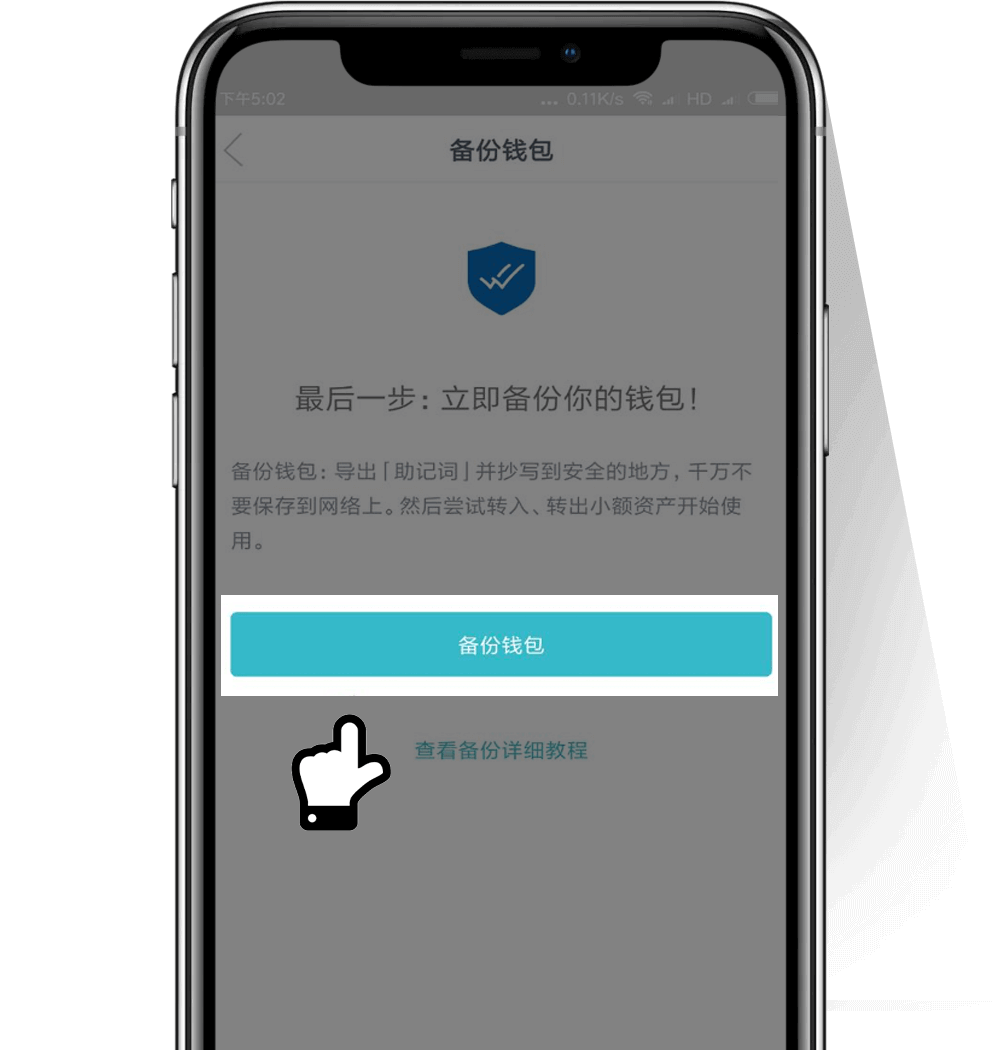 下午5:02 ... 0.11K/s HD
备份钱包
最后一步：立即备份你的钱包！
备份钱包：导出「助记词」并抄写到安全的地方，千万不
要保存到网络上。然后尝试转入、转出小额资产开始使
用。
备份钱包
查看备份详细教程